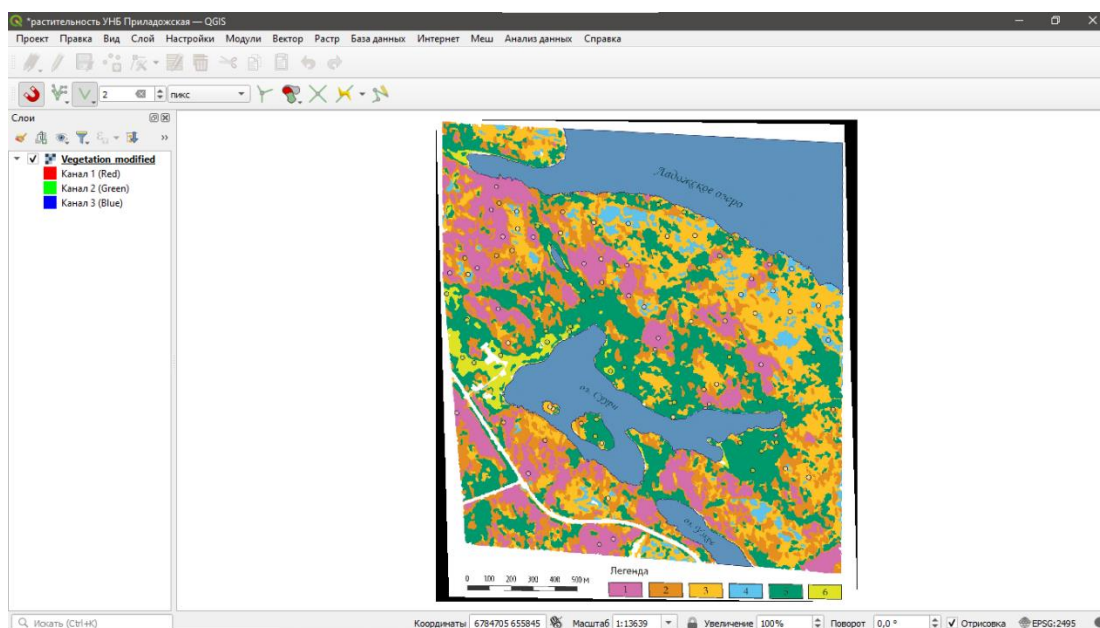 *растительность УНБ Приладожская — QGIS
Проект Правка Вид Слой Настройки Модули Вектор Растр База данных Интернет Меш Анализ данных Справка
2 пикс
Слои
Vegetation modified
Канал 1 (Red)
Канал 2 (Green)
Канал 3 (Blue)
Ладожское озеро
оз. Сури
Легенда
0 100 200 300 400 500 м
1 2 3 4 5 6
Искать (Ctrl+K) Координаты 6784705 655845 Масштаб 1:13639 Увеличение 100% Поворот 0,0 ° Отрисовка EPSG:2495